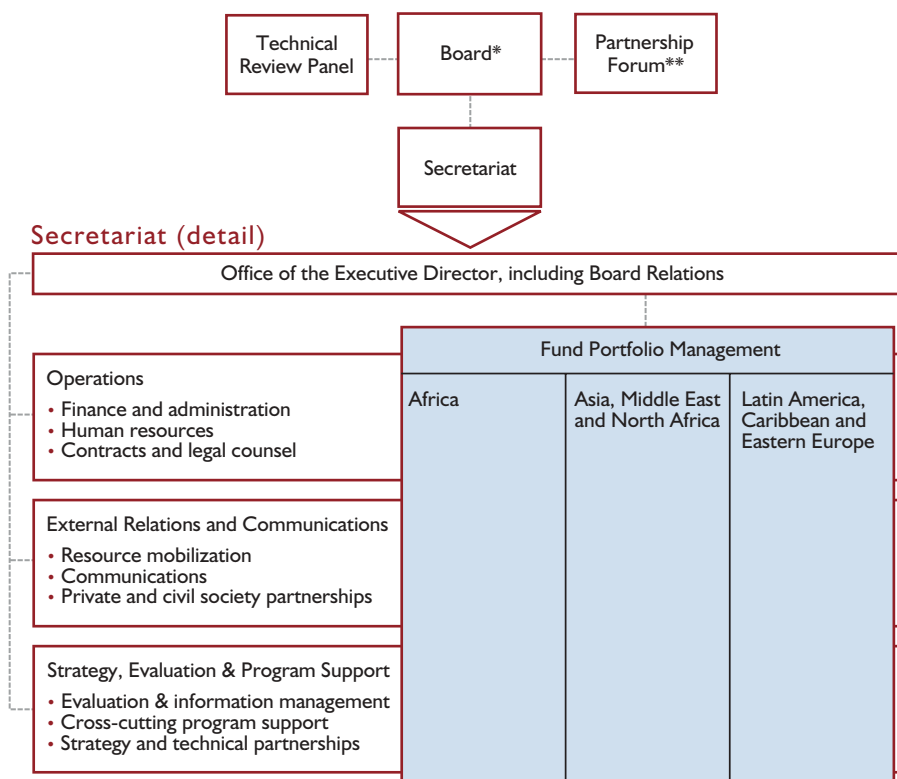 Technical
Review Panel
Board*
Partnership
Forum**
Secretariat
Secretariat (detail)
Office of the Executive Director, including Board Relations
Fund Portfolio Management
Africa
Asia, Middle East
and North Africa
Latin America,
Caribbean and
Eastern Europe
Operations
• Finance and administration
• Human resources
• Contracts and legal counsel
External Relations and Communications
• Resource mobilization
• Communications
• Private and civil society partnerships
Strategy, Evaluation & Program Support
• Evaluation & information management
• Cross-cutting program support
• Strategy and technical partnerships